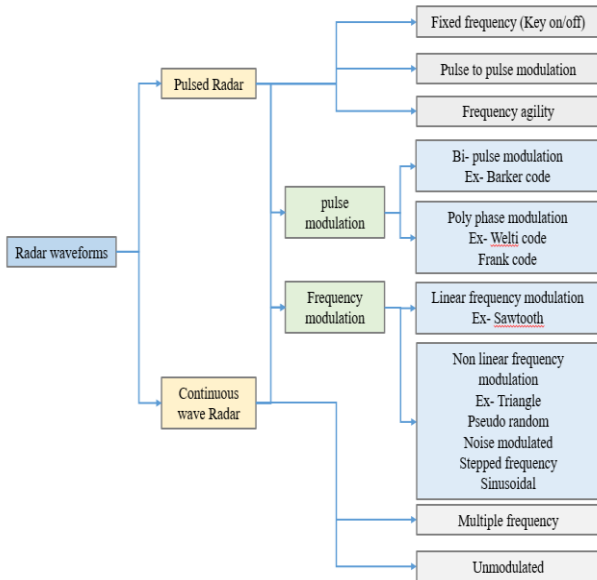 Radar waveforms
Pulsed Radar
Continuous
wave Radar
pulse
modulation
Frequency
modulation
Fixed frequency (Key on/off)
Pulse to pulse modulation
Frequency agility
Bi- pulse modulation
Ex- Barker code
Poly phase modulation
Ex- Welti code
Frank code
Linear frequency modulation
Ex- Sawtooth
Non linear frequency
modulation
Ex- Triangle
Pseudo random
Noise modulated
Stepped frequency
Sinusoidal
Multiple frequency
Unmodulated